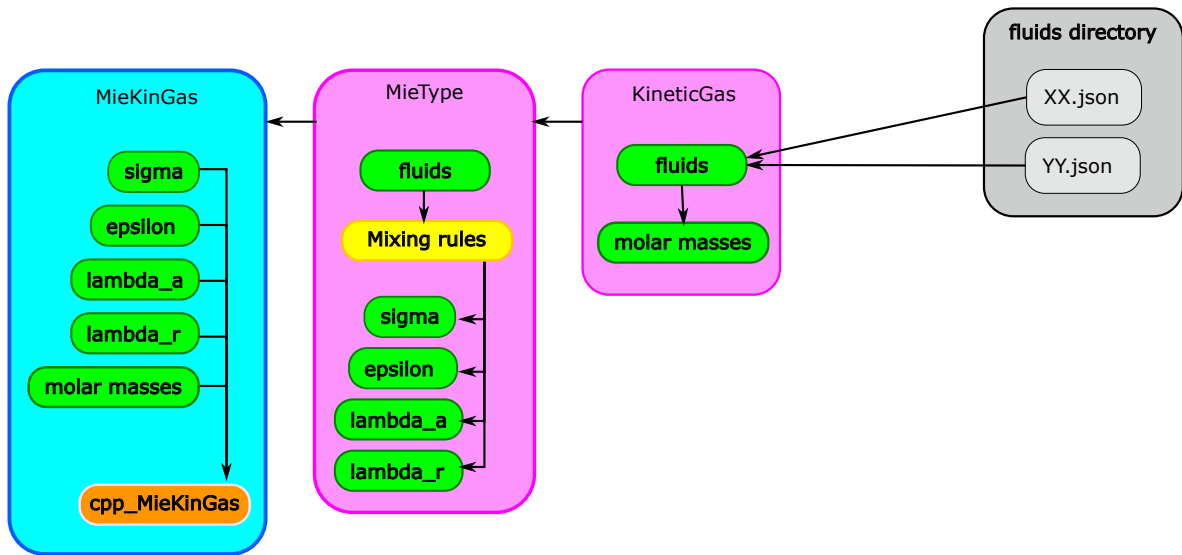 MieKinGas
sigma
epsilon
lambda_a
lambda_r
molar masses
cpp_MieKinGas
MieType
fluids
Mixing rules
sigma
epsilon
lambda_a
lambda_r
KineticGas
fluids
molar masses
fluids directory
XX.json
YY.json